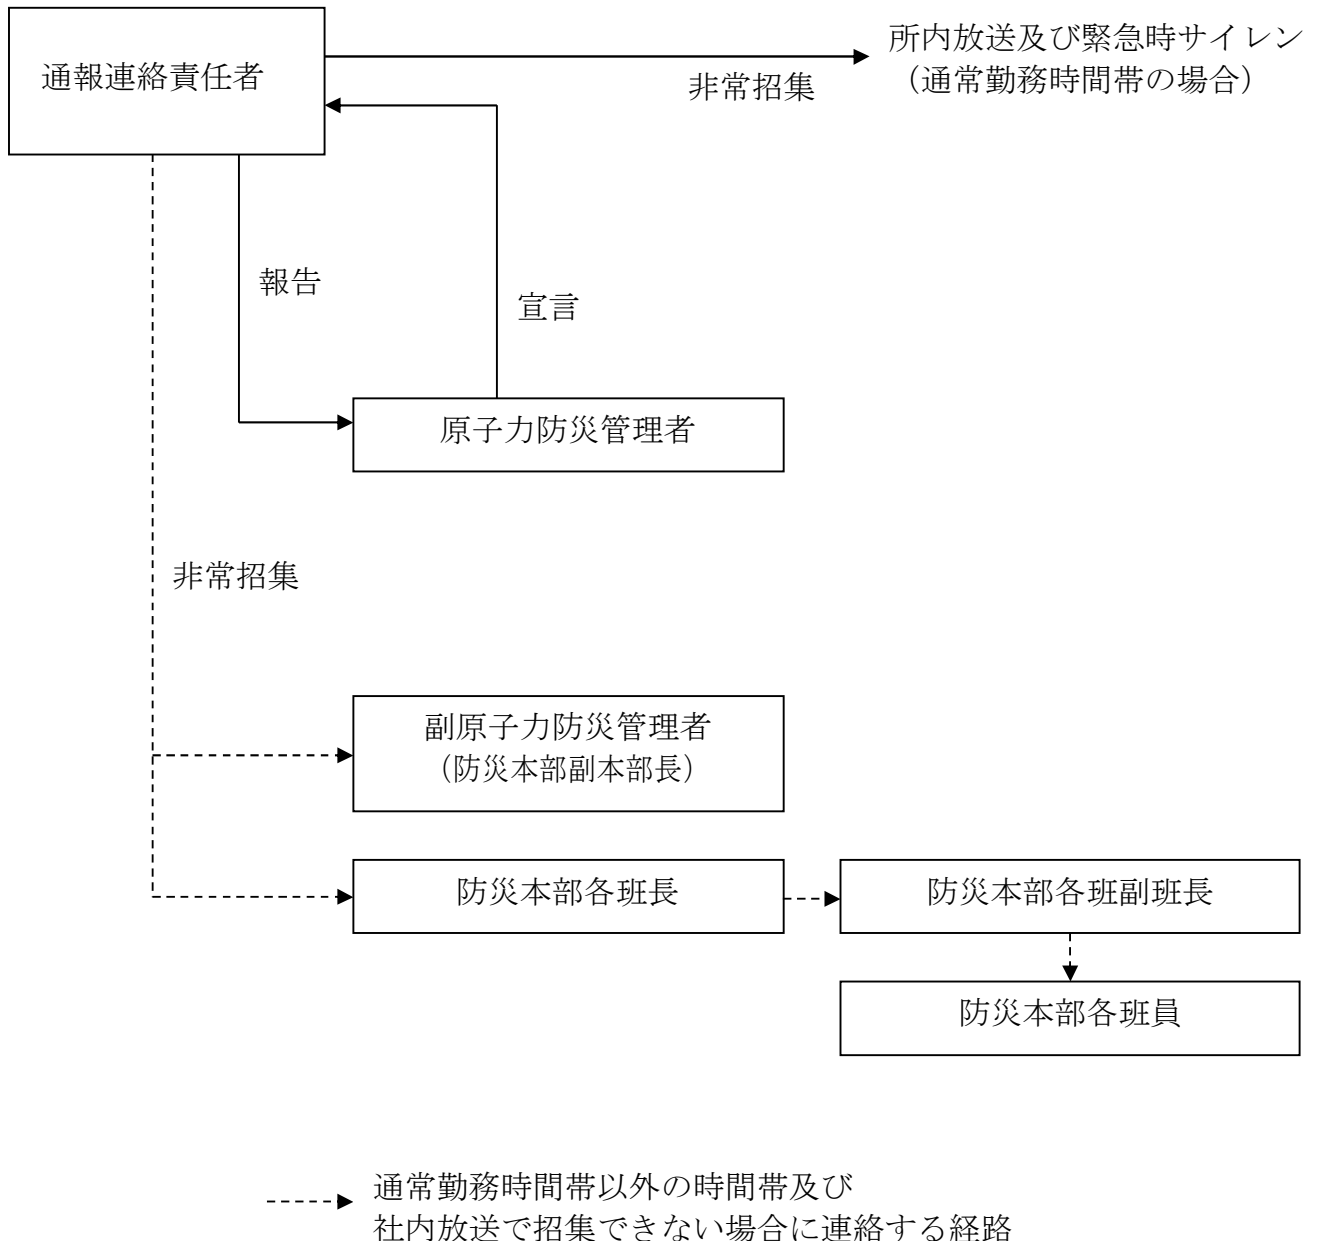 通報連絡責任者
所内放送及び緊急時サイレン
（通常勤務時間帯の場合）
非常招集
報告
宣言
原子力防災管理者
非常招集
副原子力防災管理者
（防災本部副本部長）
防災本部各班長
防災本部各班副班長
防災本部各班員
通常勤務時間帯以外の時間帯及び
社内放送で招集できない場合に連絡する経路